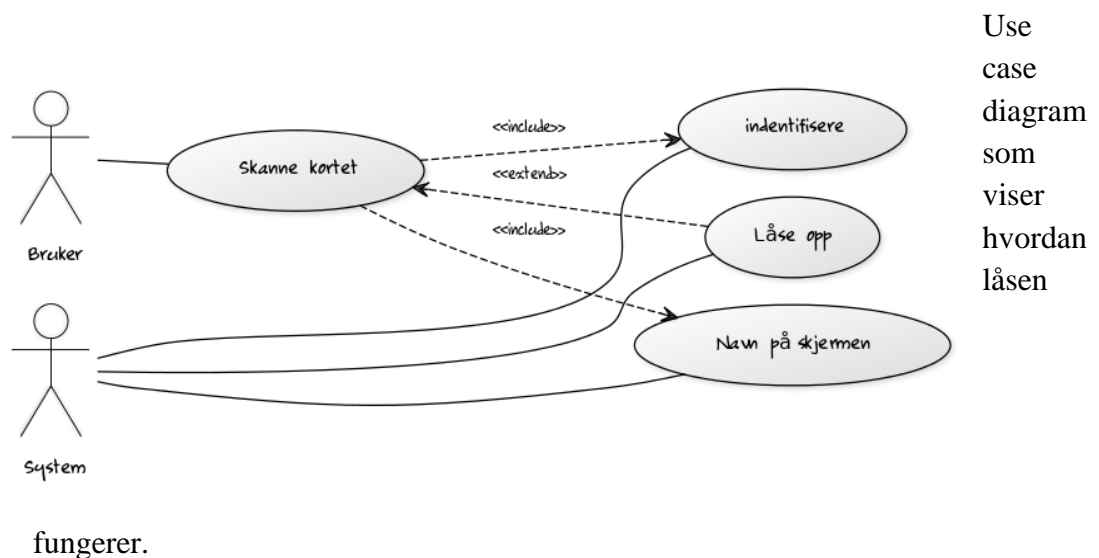 Use
case
diagram
som
viser
hvordan
låsen
fungerer.
<<include>>
indentifisere
Skanne kortet
<<extend>>
<<include>>
Låse opp
Bruker
Navn på skjermen
System